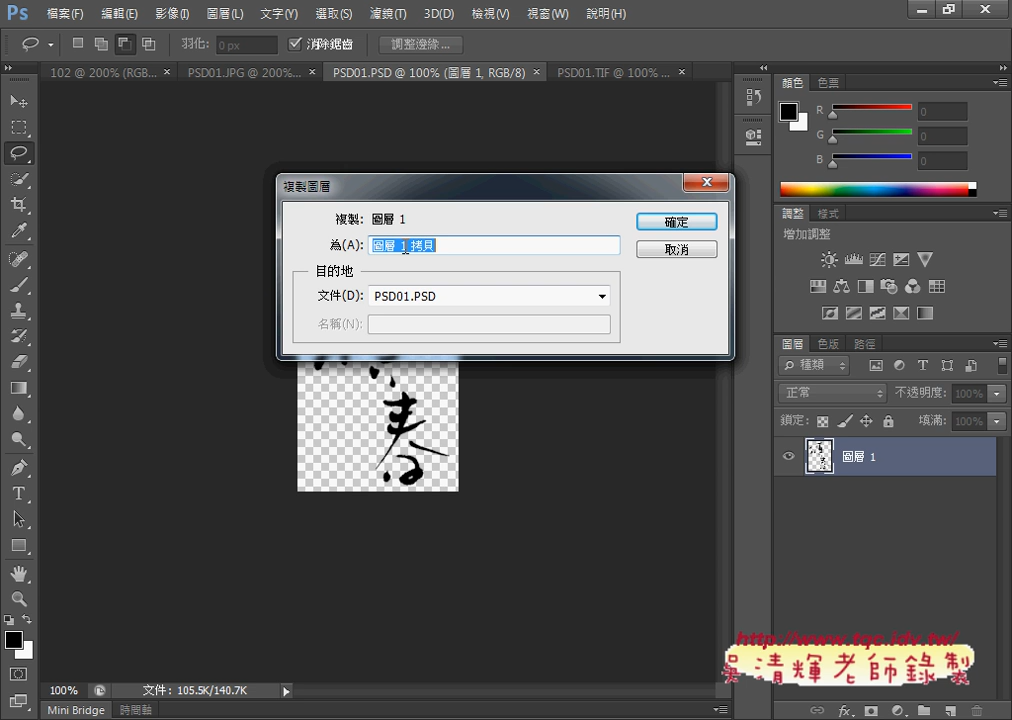 Ps 檔案(F) 編輯(E) 影像(I) 圖層(L) 文字(Y) 選取(S) 濾鏡(T) 3D(D) 檢視(V) 視窗(W) 說明(H)
羽化: 0 px 消除鋸齒 調整邊緣...
102 @ 200% (RGB... × PSD01.JPG @ 200%... × PSD01.PSD @ 100% (圖層 1, RGB/8) × PSD01.TIF @ 100% ... ×
顏色 色票
R 0
G 0
B 0
複製圖層
複製: 圖層 1
為(A): 圖層 1 拷貝
目的地
文件(D): PSD01.PSD
名稱(N):
確定
取消
春
調整 樣式
增加調整
圖層 色版 路徑
種類
正常 不透明度: 100%
鎖定: 填滿: 100%
圖層 1
http://www.tqc.idv.tw/
吳清輝老師錄製
100% 文件: 105.5K/140.7K
Mini Bridge 時間軸